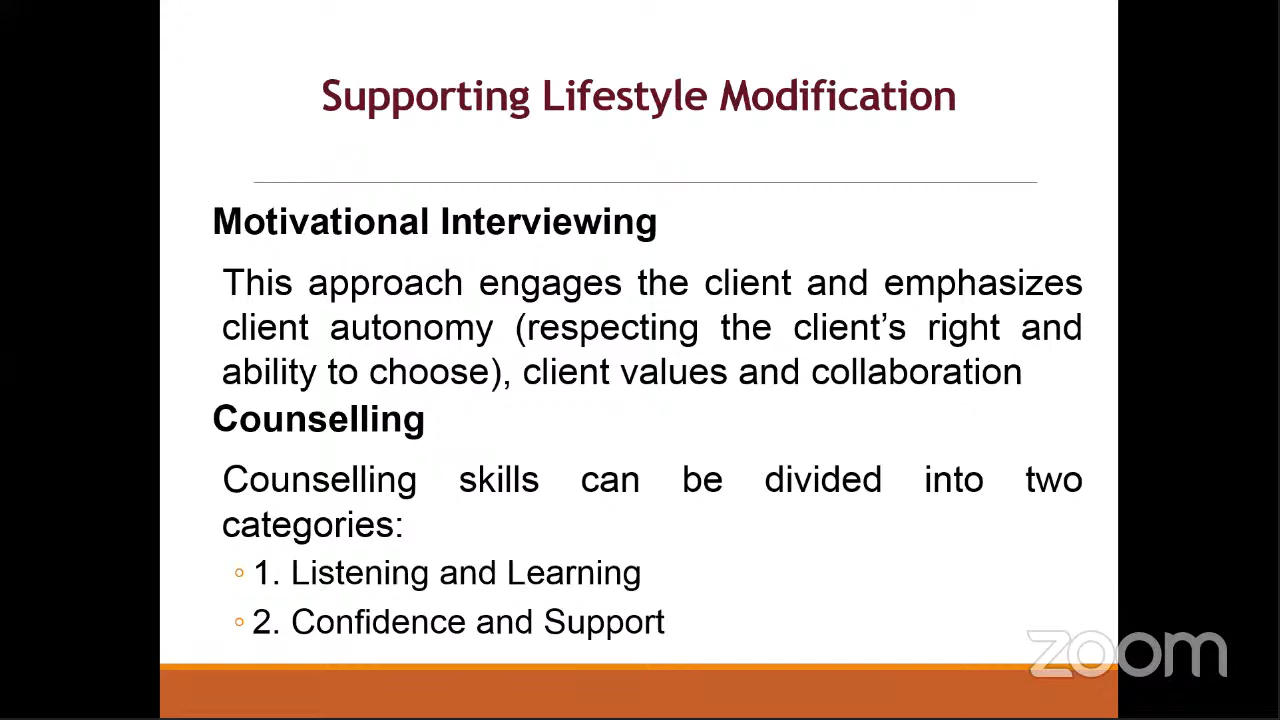 Supporting Lifestyle Modification
Motivational Interviewing
This approach engages the client and emphasizes
client autonomy (respecting the client’s right and
ability to choose), client values and collaboration
Counselling
Counselling skills can be divided into two
categories:
◦ 1. Listening and Learning
◦ 2. Confidence and Support
zoom